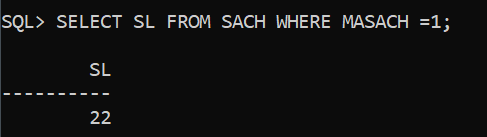 SQL> SELECT SL FROM SACH WHERE MASACH =1;
SL
----------
22